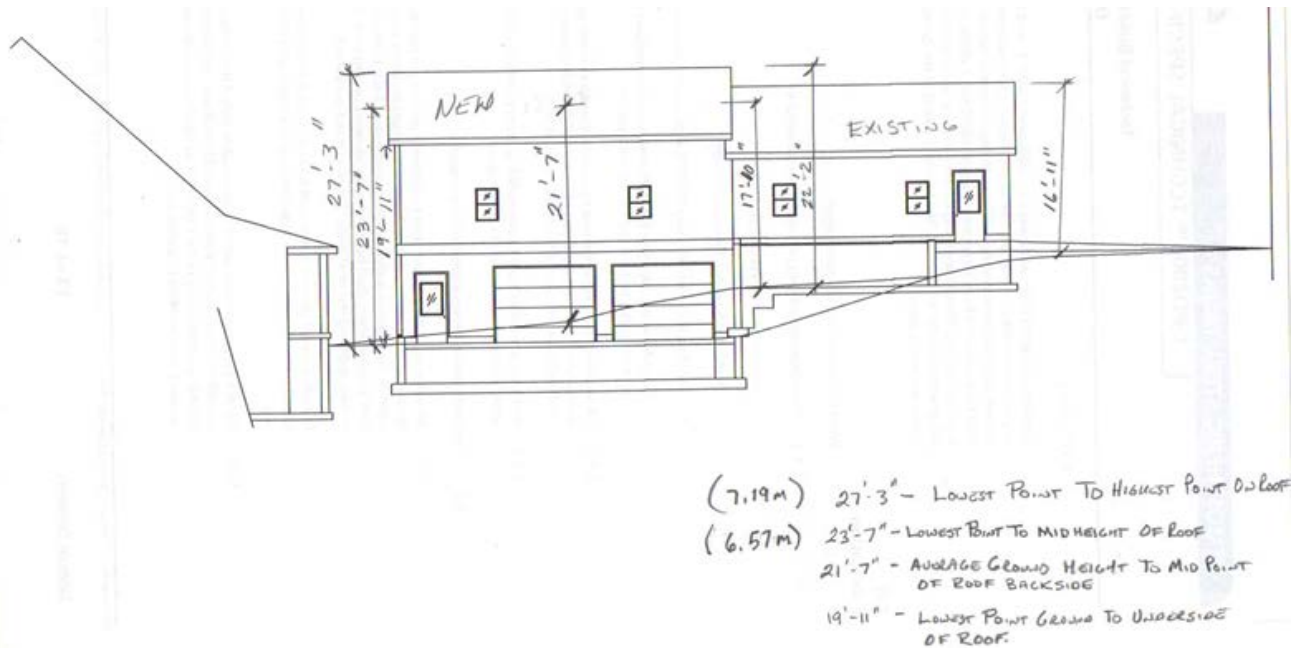 NEW
EXISTING
27'-3"
23'-7"
19'-11"
21'-7"
17'-10"
22'-2"
16'-11"
(7.19M) 27'-3" - LOWEST POINT TO HIGHEST POINT ON ROOF
(6.57M) 23'-7" - LOWEST POINT TO MID HEIGHT OF ROOF
21'-7" - AVERAGE GROUND HEIGHT TO MID POINT
OF ROOF BACKSIDE
19'-11" - LOWEST POINT GROUND TO UNDERSIDE
OF ROOF.